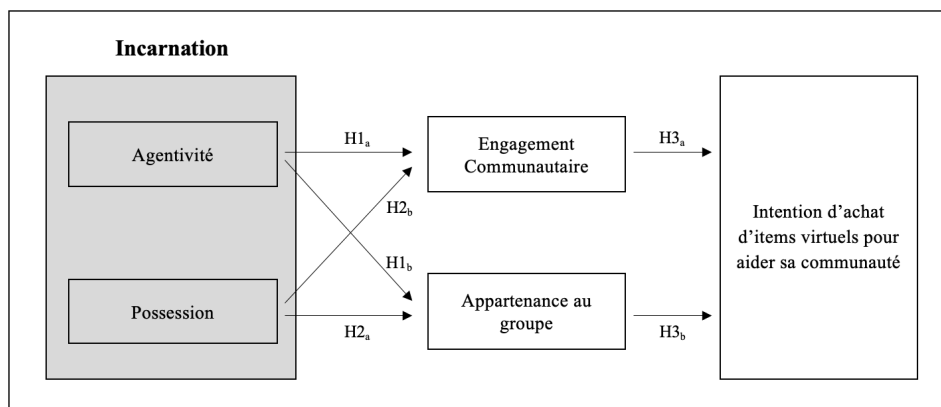 Incarnation
Agentivité
Possession
H1a
H2b
H1b
H2a
Engagement
Communautaire
Appartenance au
groupe
H3a
H3b
Intention d'achat
d'items virtuels pour
aider sa communauté